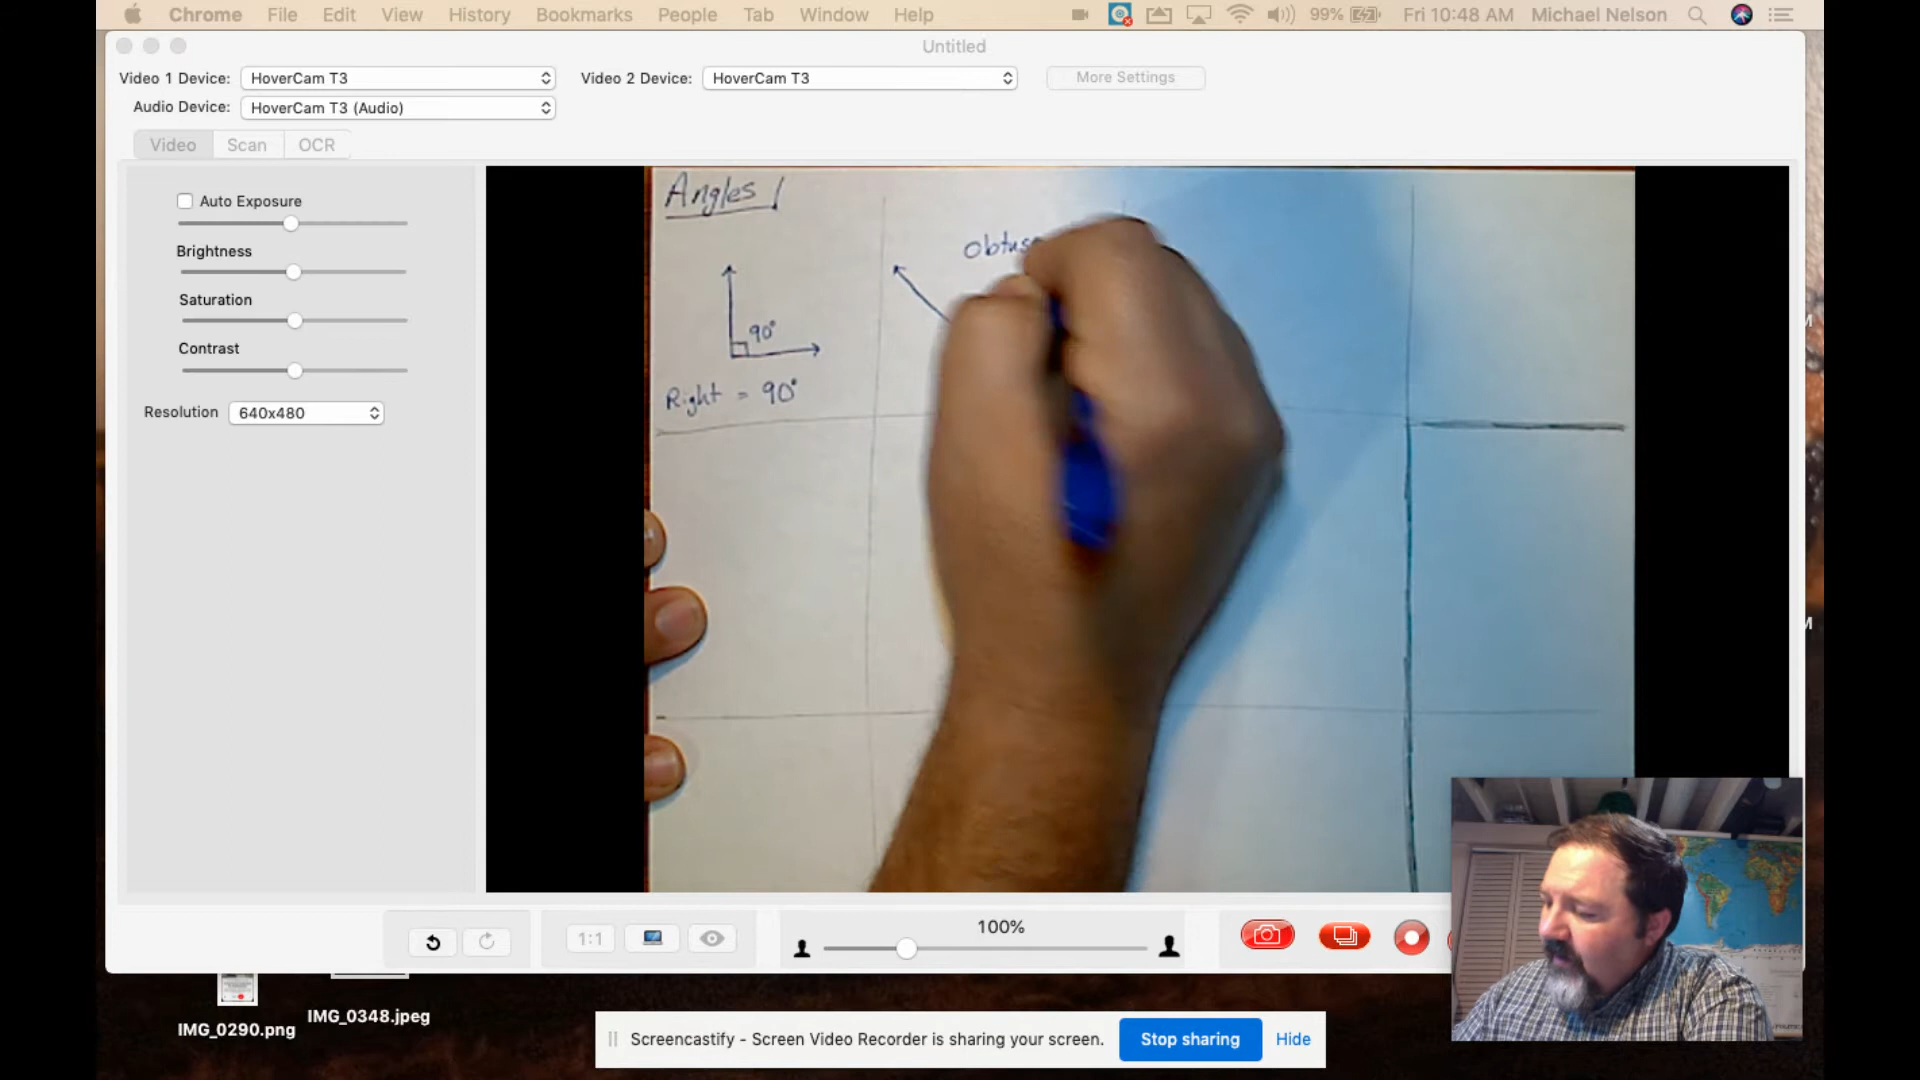 Chrome File Edit View History Bookmarks People Tab Window Help 99% Fri 10:48 AM Michael Nelson
Untitled
Video 1 Device: HoverCam T3 Video 2 Device: HoverCam T3 More Settings
Audio Device: HoverCam T3 (Audio)
Video Scan OCR
Auto Exposure
Brightness
Saturation
Contrast
Resolution 640x480
Angles 1
Obtuse
90°
Right = 90°
1:1
100%
IMG_0290.png
IMG_0348.jpeg
Screencastify - Screen Video Recorder is sharing your screen. Stop sharing Hide